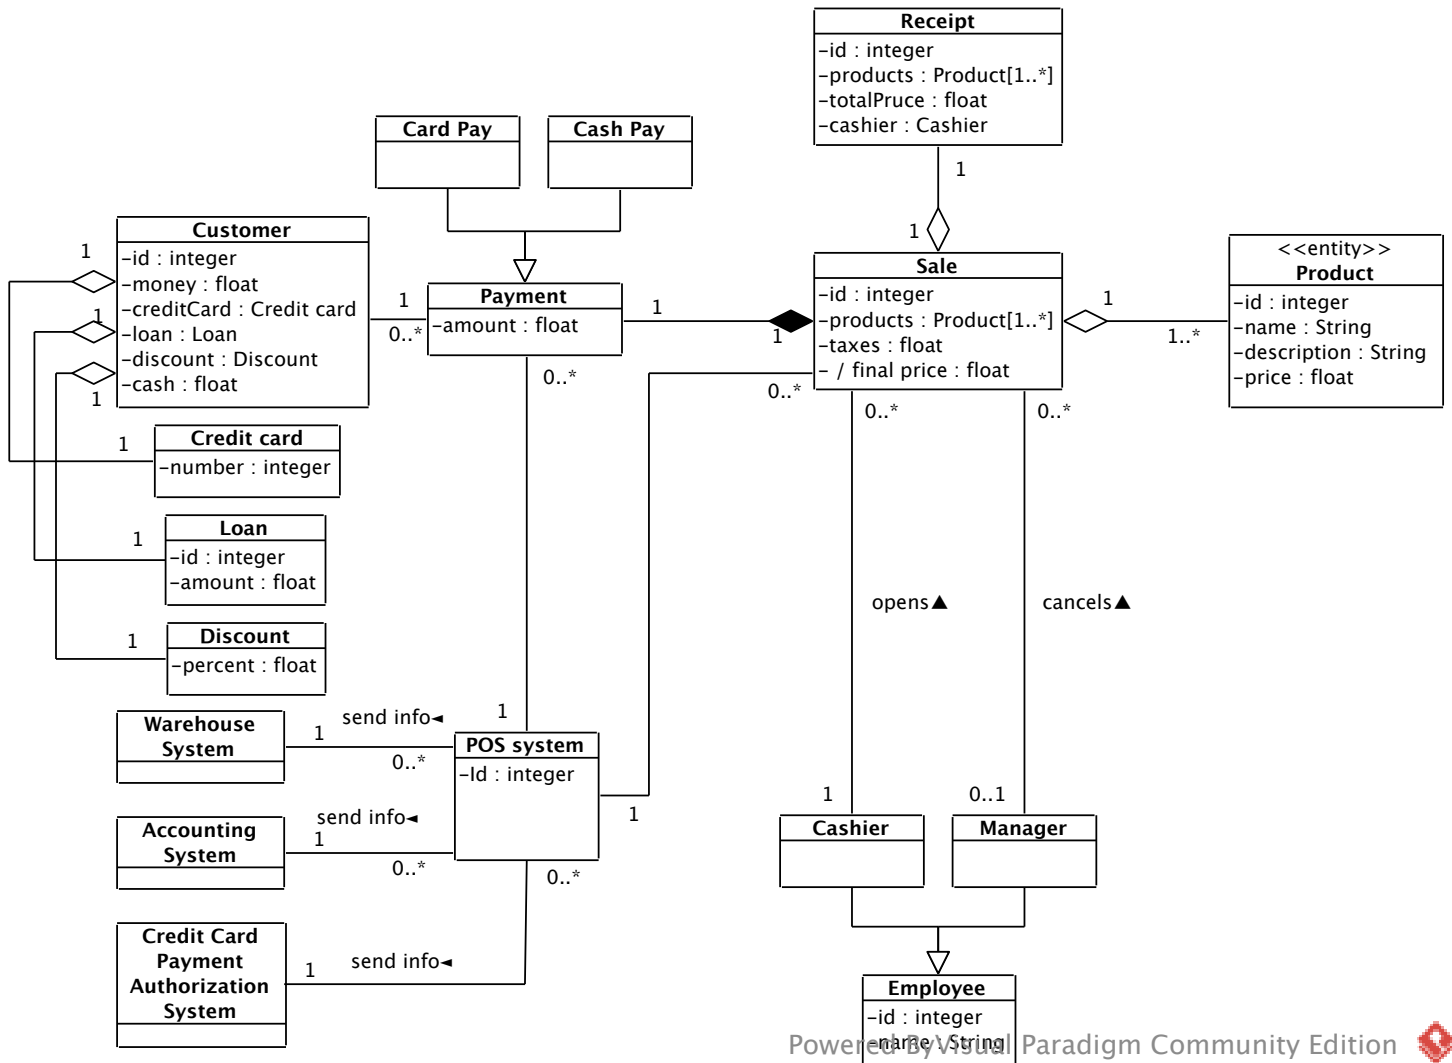 Receipt
-id : integer
-products : Product[1..*]
-totalPruce : float
-cashier : Cashier
Card Pay
Cash Pay
1
1
Customer
-id : integer
-money : float
-creditCard : Credit card
-loan : Loan
-discount : Discount
-cash : float
1
1
1
1
0..*
Payment
-amount : float
1
1
0..*
Sale
-id : integer
-products : Product[1..*]
-taxes : float
- / final price : float
1
1..*
<<entity>>
Product
-id : integer
-name : String
-description : String
-price : float
0..*
0..*
0..*
1
Credit card
-number : integer
1
Loan
-id : integer
-amount : float
1
Discount
-percent : float
opens▲
cancels▲
Warehouse
System
1
send info◄
0..*
1
POS system
-Id : integer
1
Accounting
System
send info◄
1
0..*
0..*
Credit Card
Payment
Authorization
System
1
send info◄
1
0..1
Cashier
Manager
Employee
-id : integer
-name : String
Powered By Visual Paradigm Community Edition